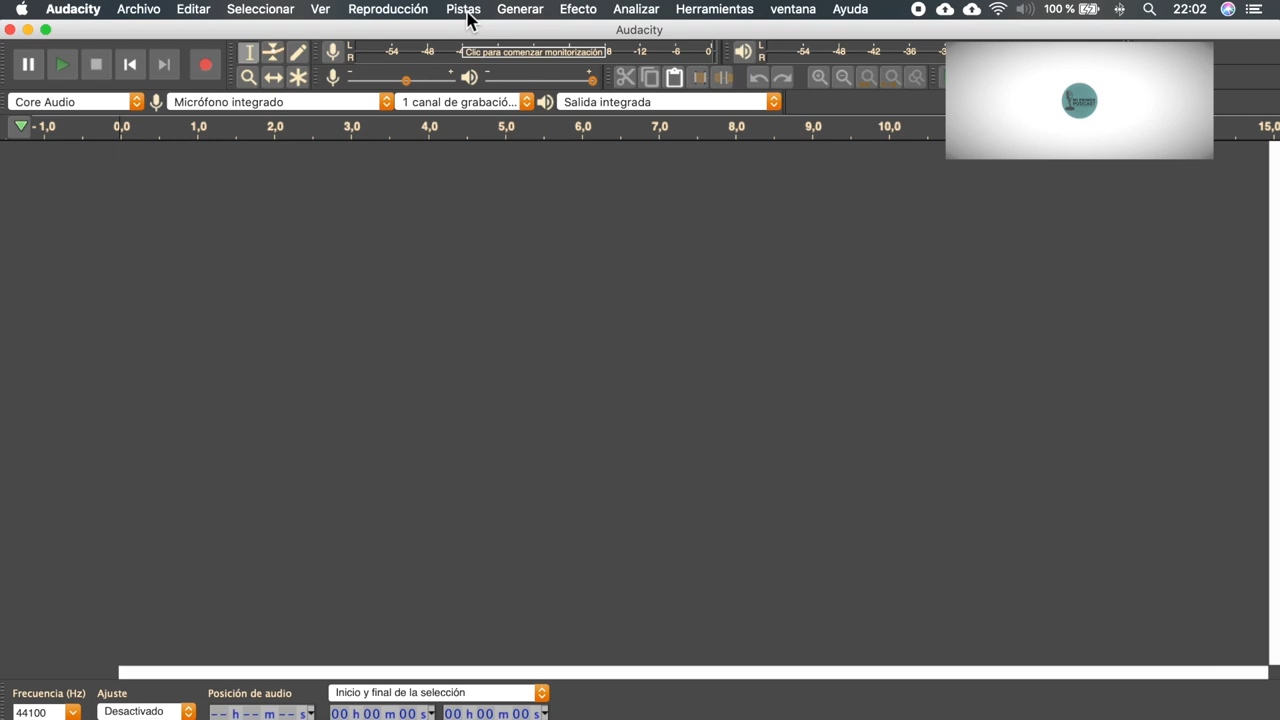 Audacity Archivo Editar Seleccionar Ver Reproducción Pistas Generar Efecto Analizar Herramientas ventana Ayuda 100 % 22:02
Audacity
L R -54 -48 Clic para comenzar monitorización -12 -6 0 L R -54 -48 -42 -36
Core Audio Micrófono integrado 1 canal de grabació... Salida integrada
-1,0 0,0 1,0 2,0 3,0 4,0 5,0 6,0 7,0 8,0 9,0 10,0 15,0
Frecuencia (Hz) Ajuste Posición de audio Inicio y final de la selección
44100 Desactivado -- h -- m -- s 00 h 00 m 00 s 00 h 00 m 00 s